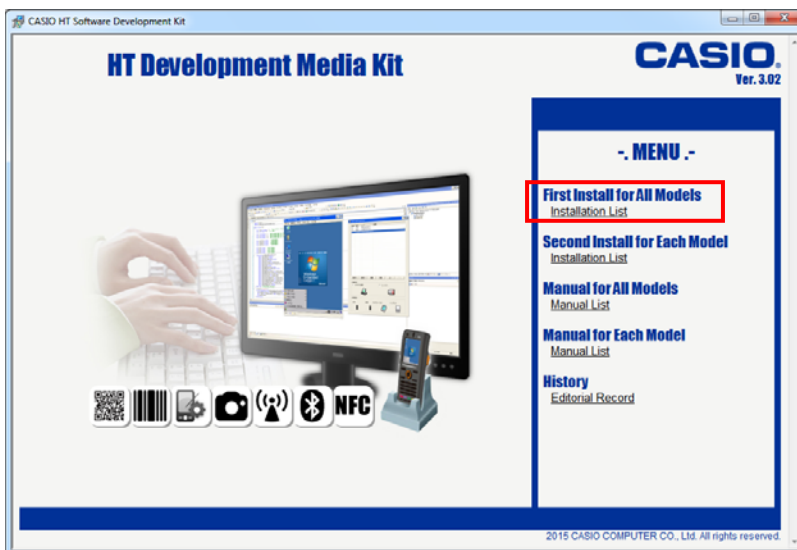 CASIO HT Software Development Kit
HT Development Media Kit
CASIO.
Ver. 3.02
-. MENU .-
First Install for All Models
Installation List
Second Install for Each Model
Installation List
Manual for All Models
Manual List
Manual for Each Model
Manual List
History
Editorial Record
NFC
2015 CASIO COMPUTER CO., Ltd. All rights reserved.